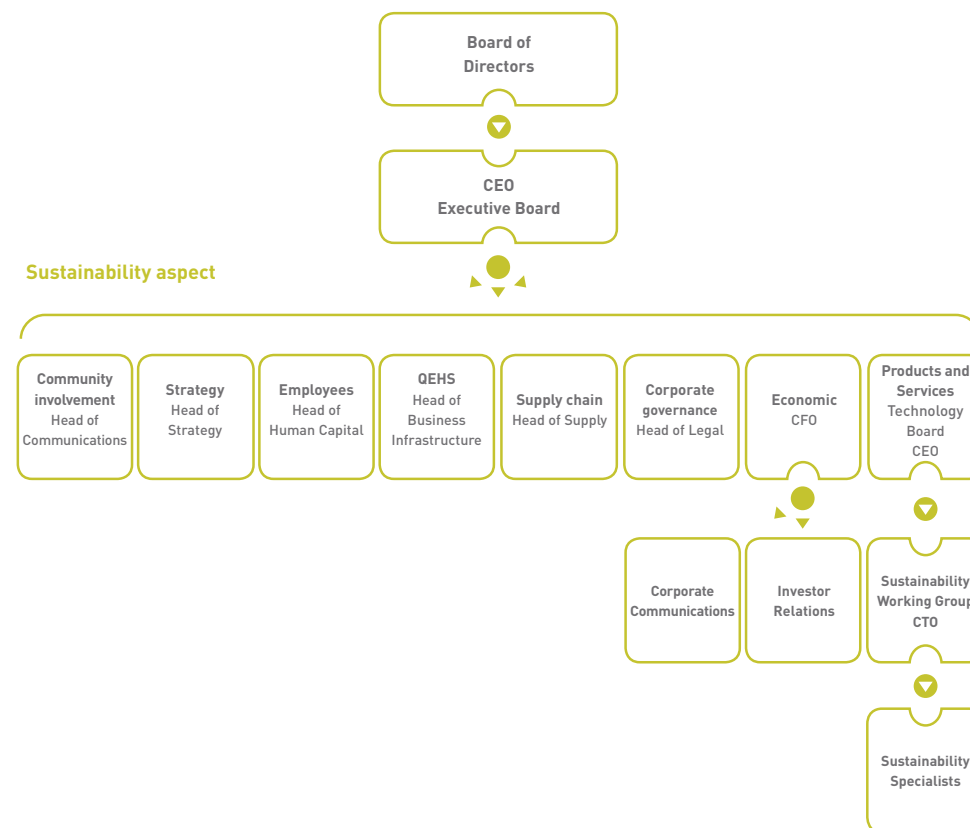 Board of
Directors
CEO
Executive Board
Sustainability aspect
Community
involvement
Head of
Communications
Strategy
Head of
Strategy
Employees
Head of
Human Capital
QEHS
Head of
Business
Infrastructure
Supply chain
Head of Supply
Corporate
governance
Head of Legal
Economic
CFO
Products and
Services
Technology
Board
CEO
Corporate
Communications
Investor
Relations
Sustainability
Working Group
CTO
Sustainability
Specialists